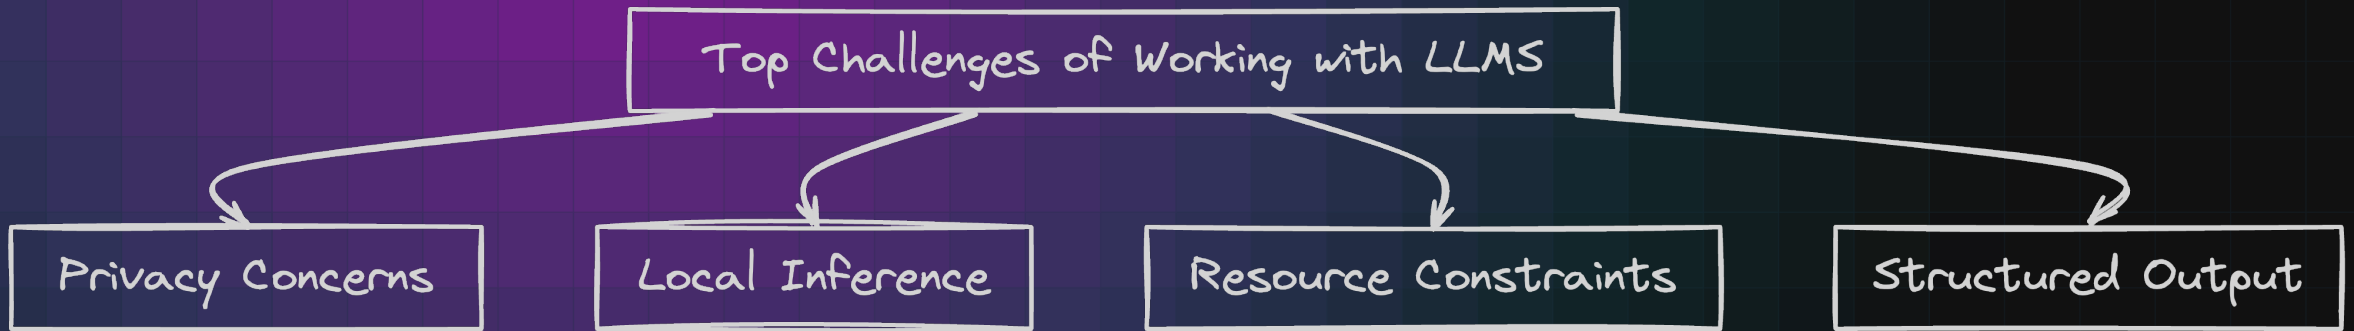 Top Challenges of Working with LLMS
Privacy Concerns
Local Inference
Resource Constraints
Structured Output